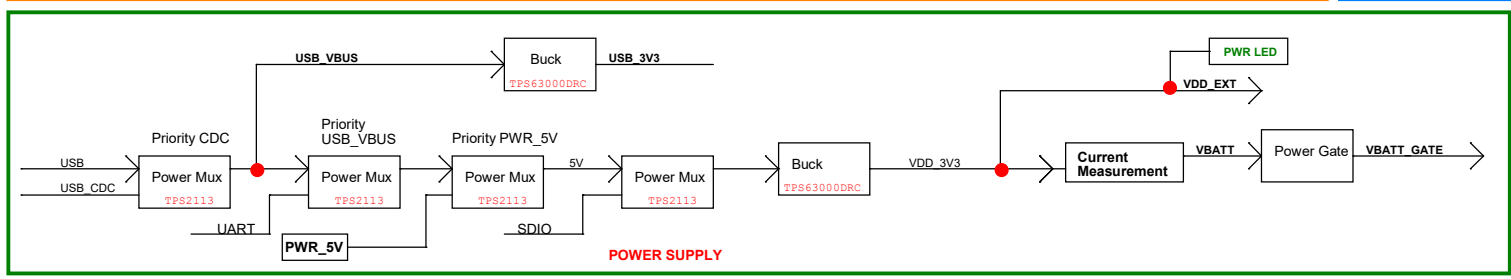 PWR LED
USB_VBUS
Buck
TPS63000DRC
USB_3V3
VDD_EXT
Priority CDC
Priority
USB_VBUS
Priority PWR_5V
USB
USB_CDC
Power Mux
TPS2113
Power Mux
TPS2113
Power Mux
TPS2113
5V
Power Mux
TPS2113
Buck
TPS63000DRC
VDD_3V3
Current
Measurement
VBATT
Power Gate
VBATT_GATE
UART
PWR_5V
SDIO
POWER SUPPLY